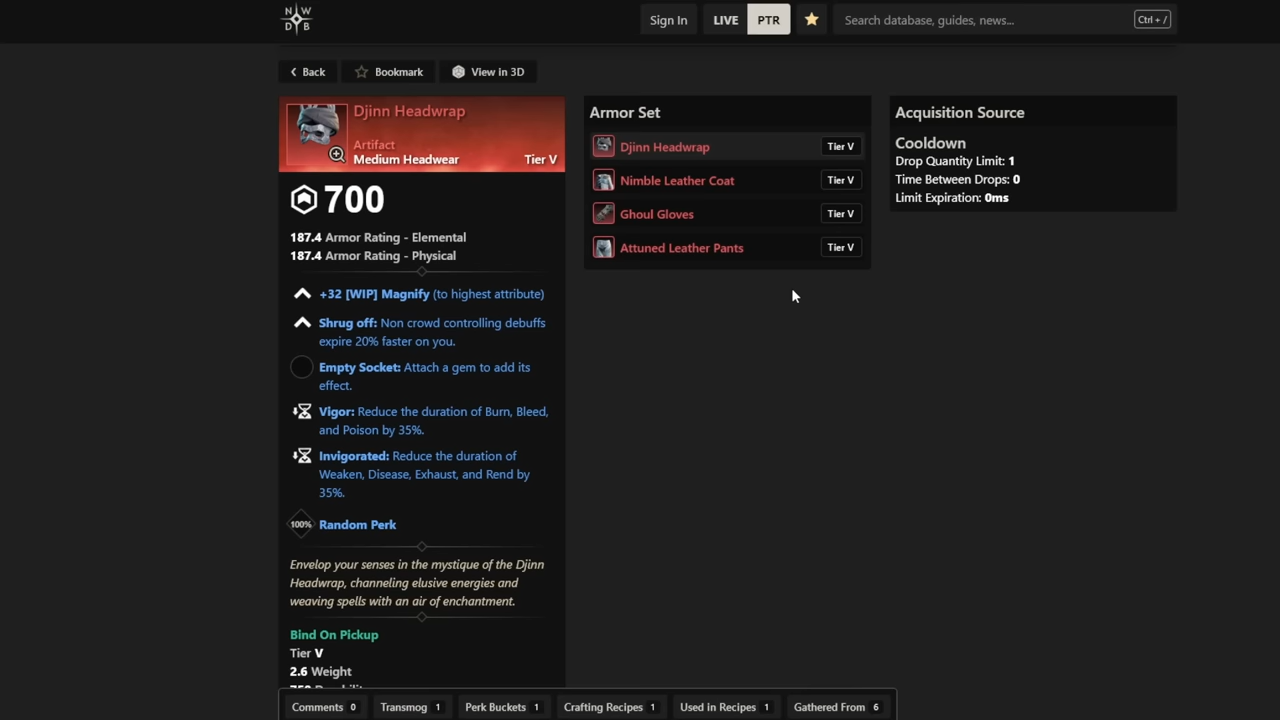 NW
DB
Sign In
LIVE
PTR
Search database, guides, news...
Ctrl + /
Back
Bookmark
View in 3D
Djinn Headwrap
Artifact
Medium Headwear
Tier V
700
187.4 Armor Rating - Elemental
187.4 Armor Rating - Physical
+32 [WIP] Magnify (to highest attribute)
Shrug off: Non crowd controlling debuffs
expire 20% faster on you.
Empty Socket: Attach a gem to add its
effect.
Vigor: Reduce the duration of Burn, Bleed,
and Poison by 35%.
Invigorated: Reduce the duration of
Weaken, Disease, Exhaust, and Rend by
35%.
100% Random Perk
Envelop your senses in the mystique of the Djinn
Headwrap, channeling elusive energies and
weaving spells with an air of enchantment.
Bind On Pickup
Tier V
2.6 Weight
Armor Set
Djinn Headwrap Tier V
Nimble Leather Coat Tier V
Ghoul Gloves Tier V
Attuned Leather Pants Tier V
Acquisition Source
Cooldown
Drop Quantity Limit: 1
Time Between Drops: 0
Limit Expiration: 0ms
Comments 0
Transmog 1
Perk Buckets 1
Crafting Recipes 1
Used in Recipes 1
Gathered From 6